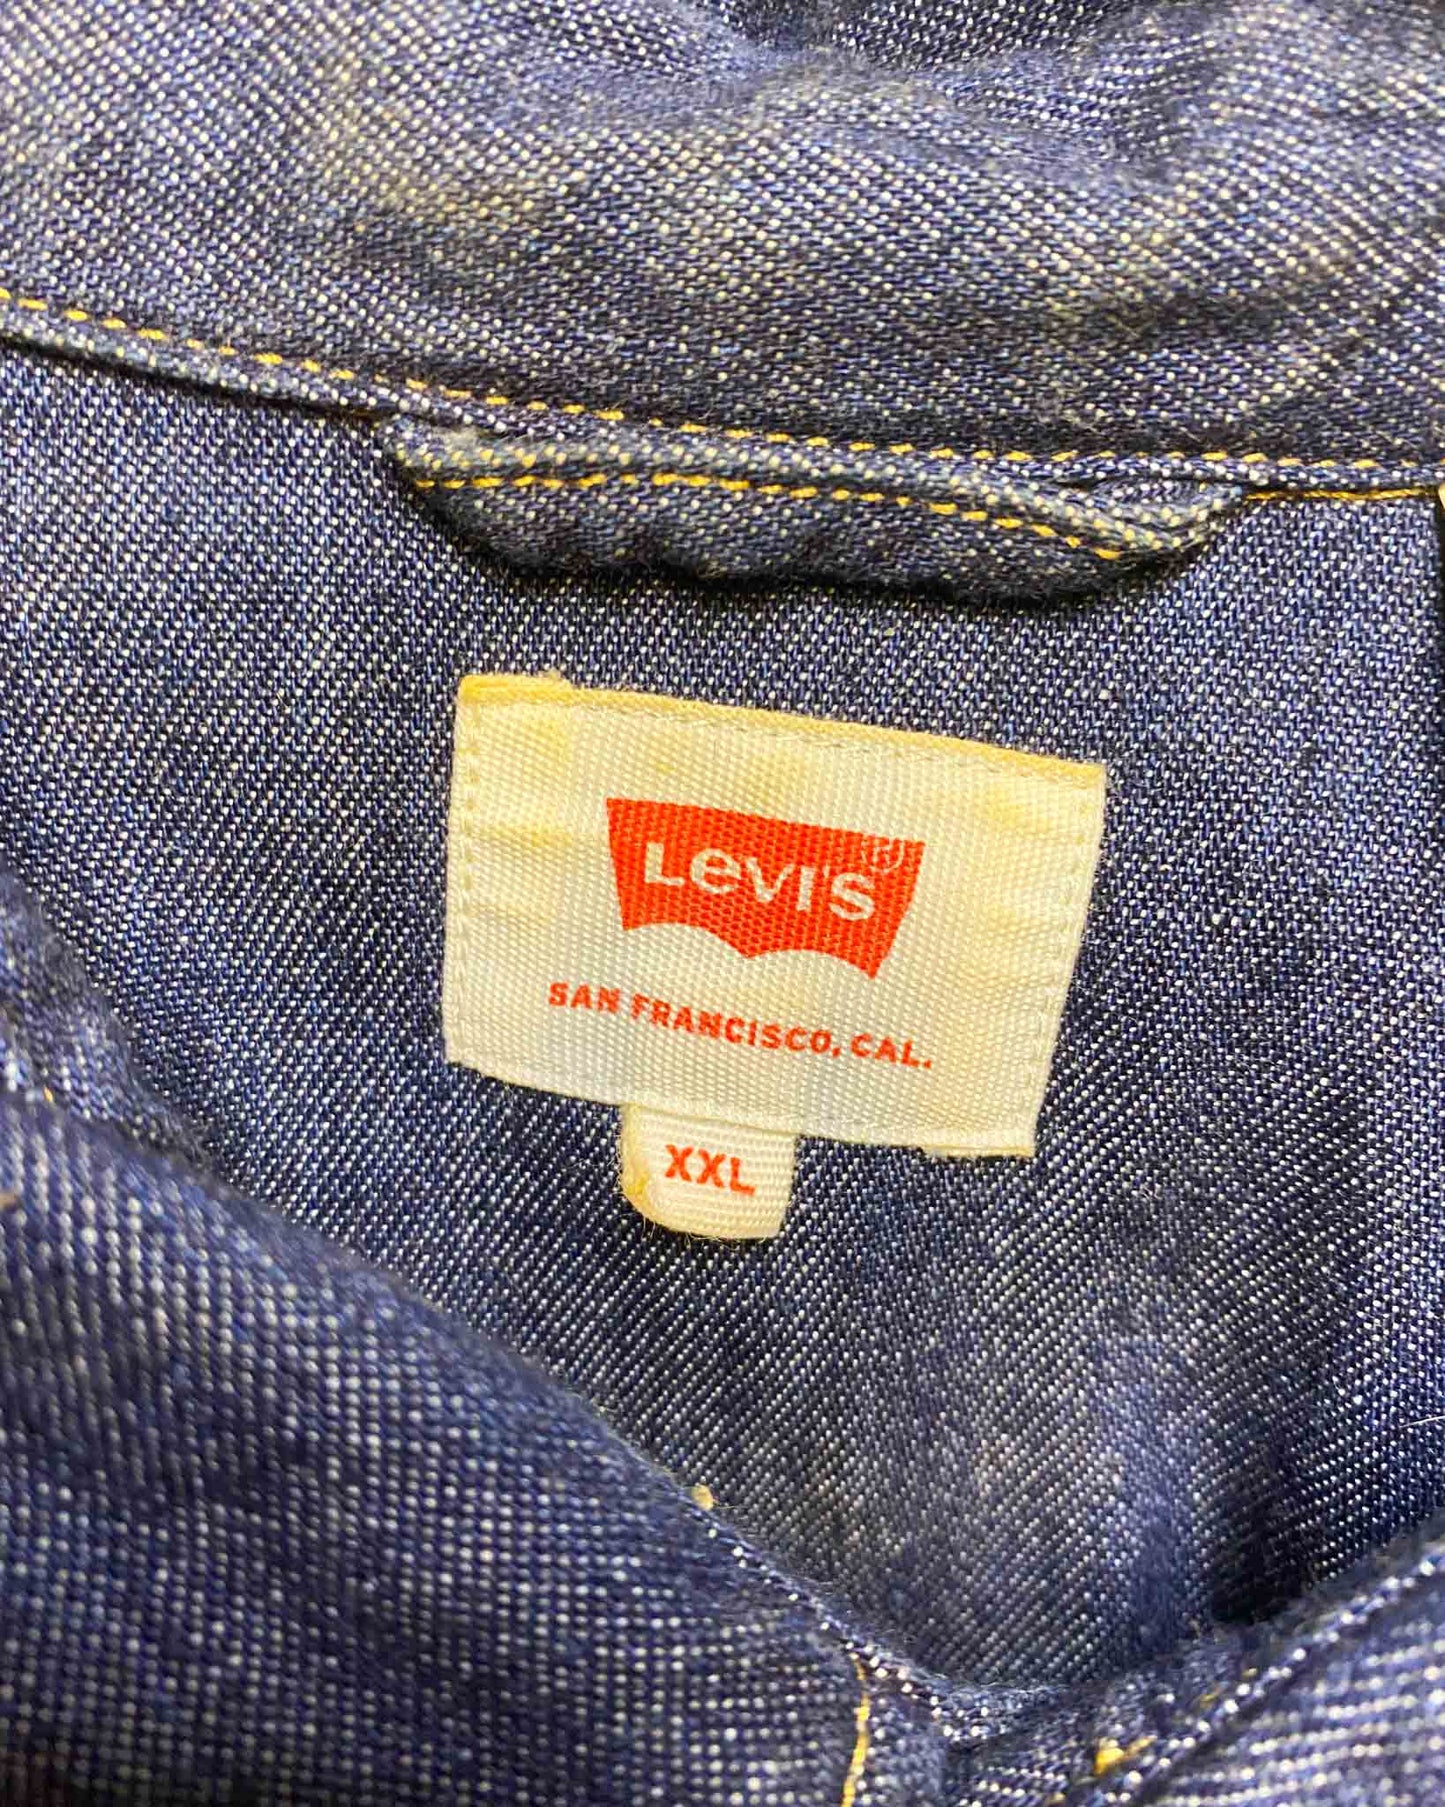 Levi's ®
SAN FRANCISCO, CAL.
XXL